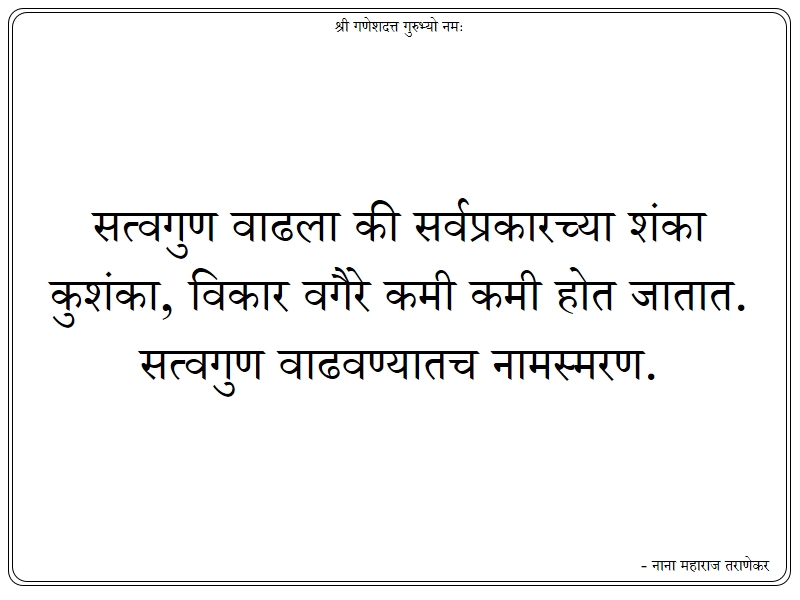 श्री गणेशदत्त गुरुभ्यो नमः
सत्वगुण वाढला की सर्वप्रकारच्या शंका
कुशंका, विकार वगैरे कमी कमी होत जातात.
सत्वगुण वाढवण्यातच नामस्मरण.
- नाना महाराज तराणेकर